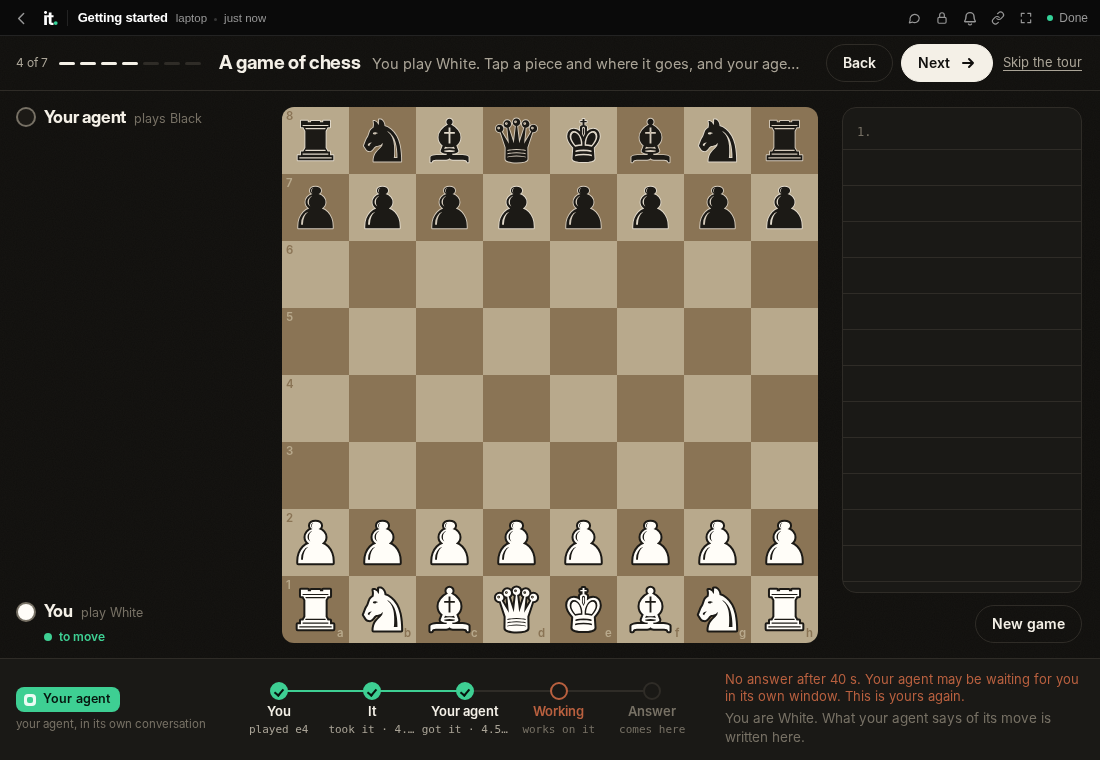 it.
Getting started laptop just now
Done
4 of 7
A game of chess
You play White. Tap a piece and where it goes, and your age...
Back
Next
Skip the tour
Your agent plays Black
8
7
6
5
4
3
2
1
a b c d e f g h
1.
You play White
to move
New game
Your agent
your agent, in its own conversation
You
played e4
It
took it · 4.…
Your agent
got it · 4.5…
Working
works on it
Answer
comes here
No answer after 40 s. Your agent may be waiting for you
in its own window. This is yours again.
You are White. What your agent says of its move is
written here.